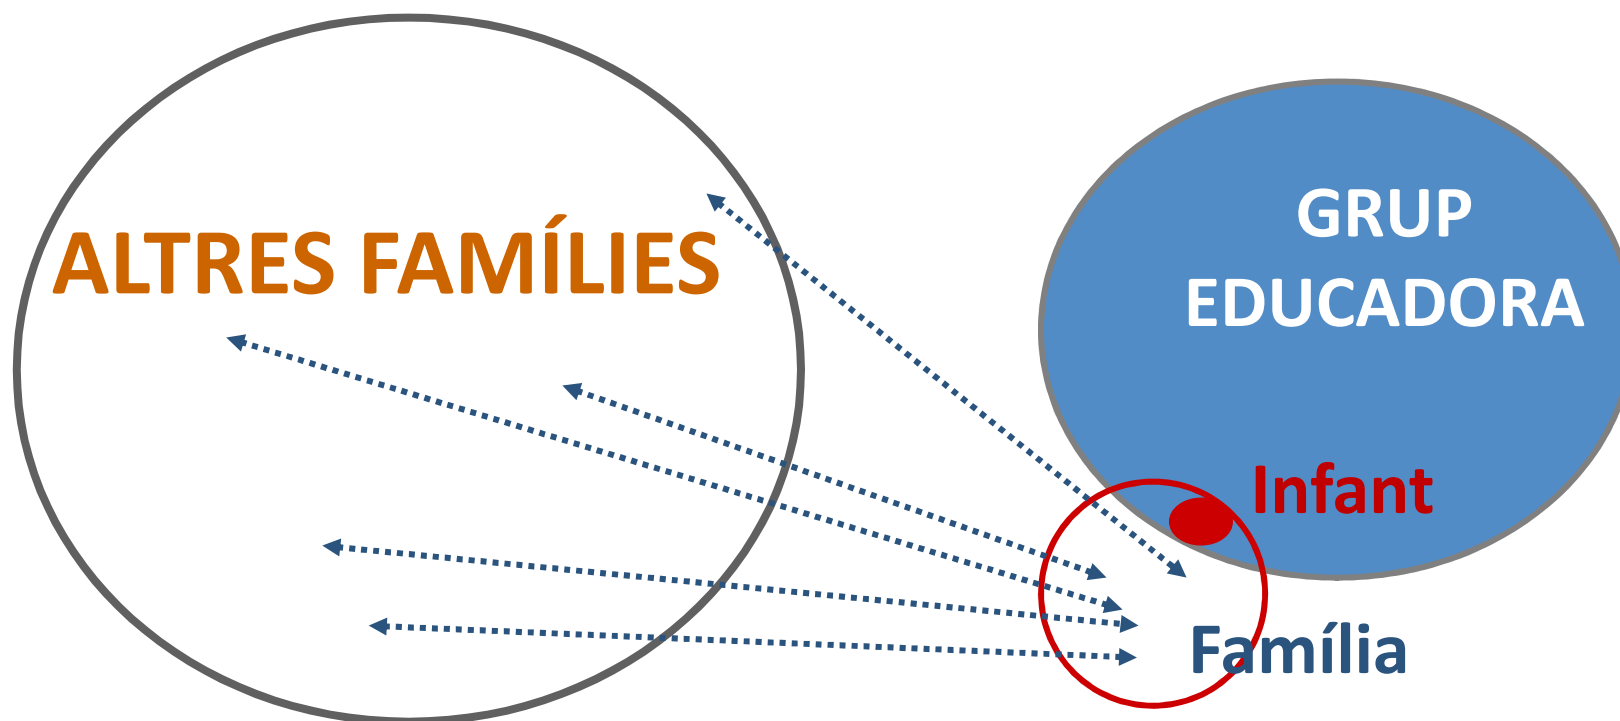 ALTRES FAMÍLIES
GRUP
EDUCADORA
Infant
Família